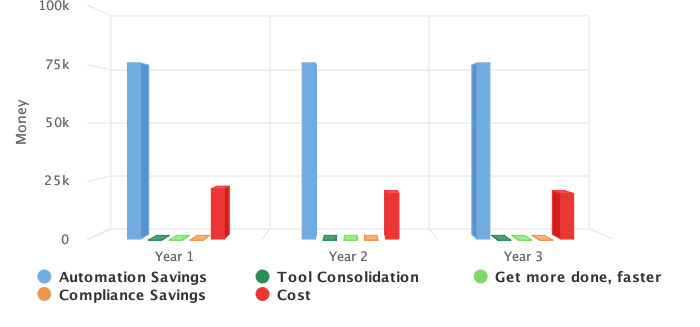 100k
75k
50k
25k
0
Money
Year 1 Year 2 Year 3
Automation Savings Tool Consolidation Get more done, faster
Compliance Savings Cost